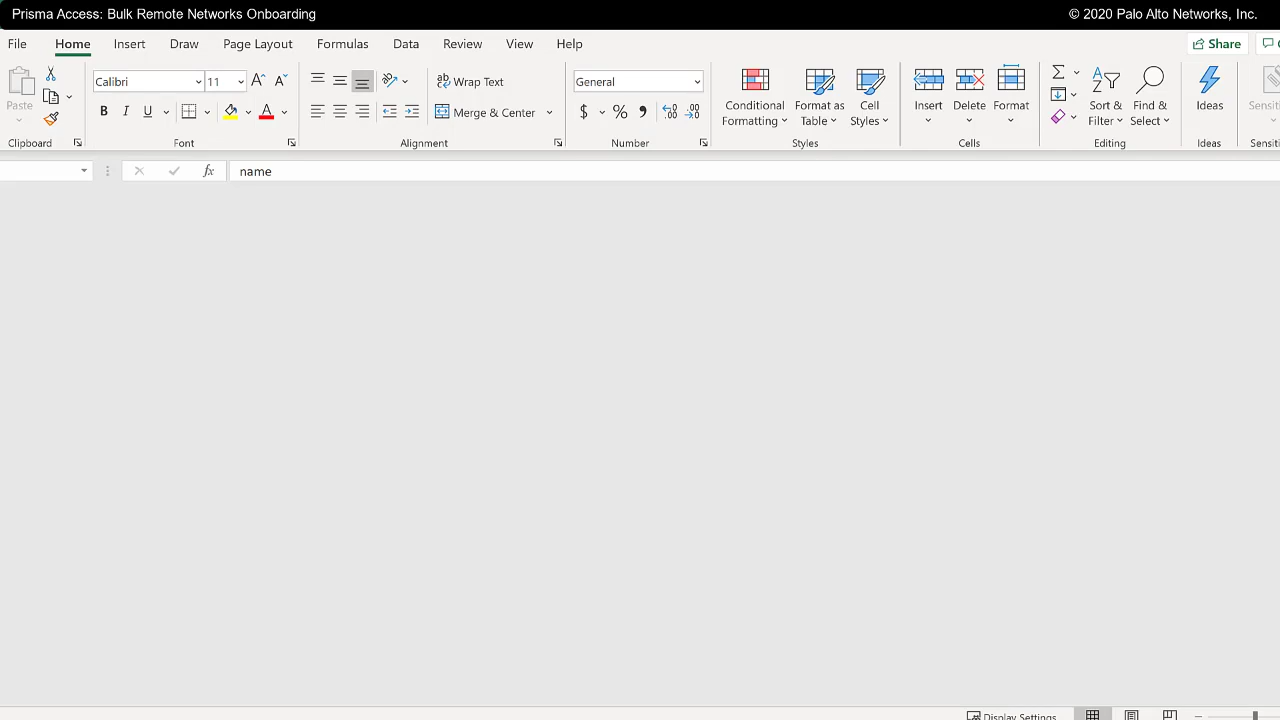 Prisma Access: Bulk Remote Networks Onboarding © 2020 Palo Alto Networks, Inc.
File Home Insert Draw Page Layout Formulas Data Review View Help Share
Calibri 11 Wrap Text General
Paste Conditional Formatting Format as Table Cell Styles Insert Delete Format Sort & Filter Find & Select Ideas
B I U A Merge & Center $ % 9
Clipboard Font Alignment Number Styles Cells Editing Ideas
fx name
Display Settings